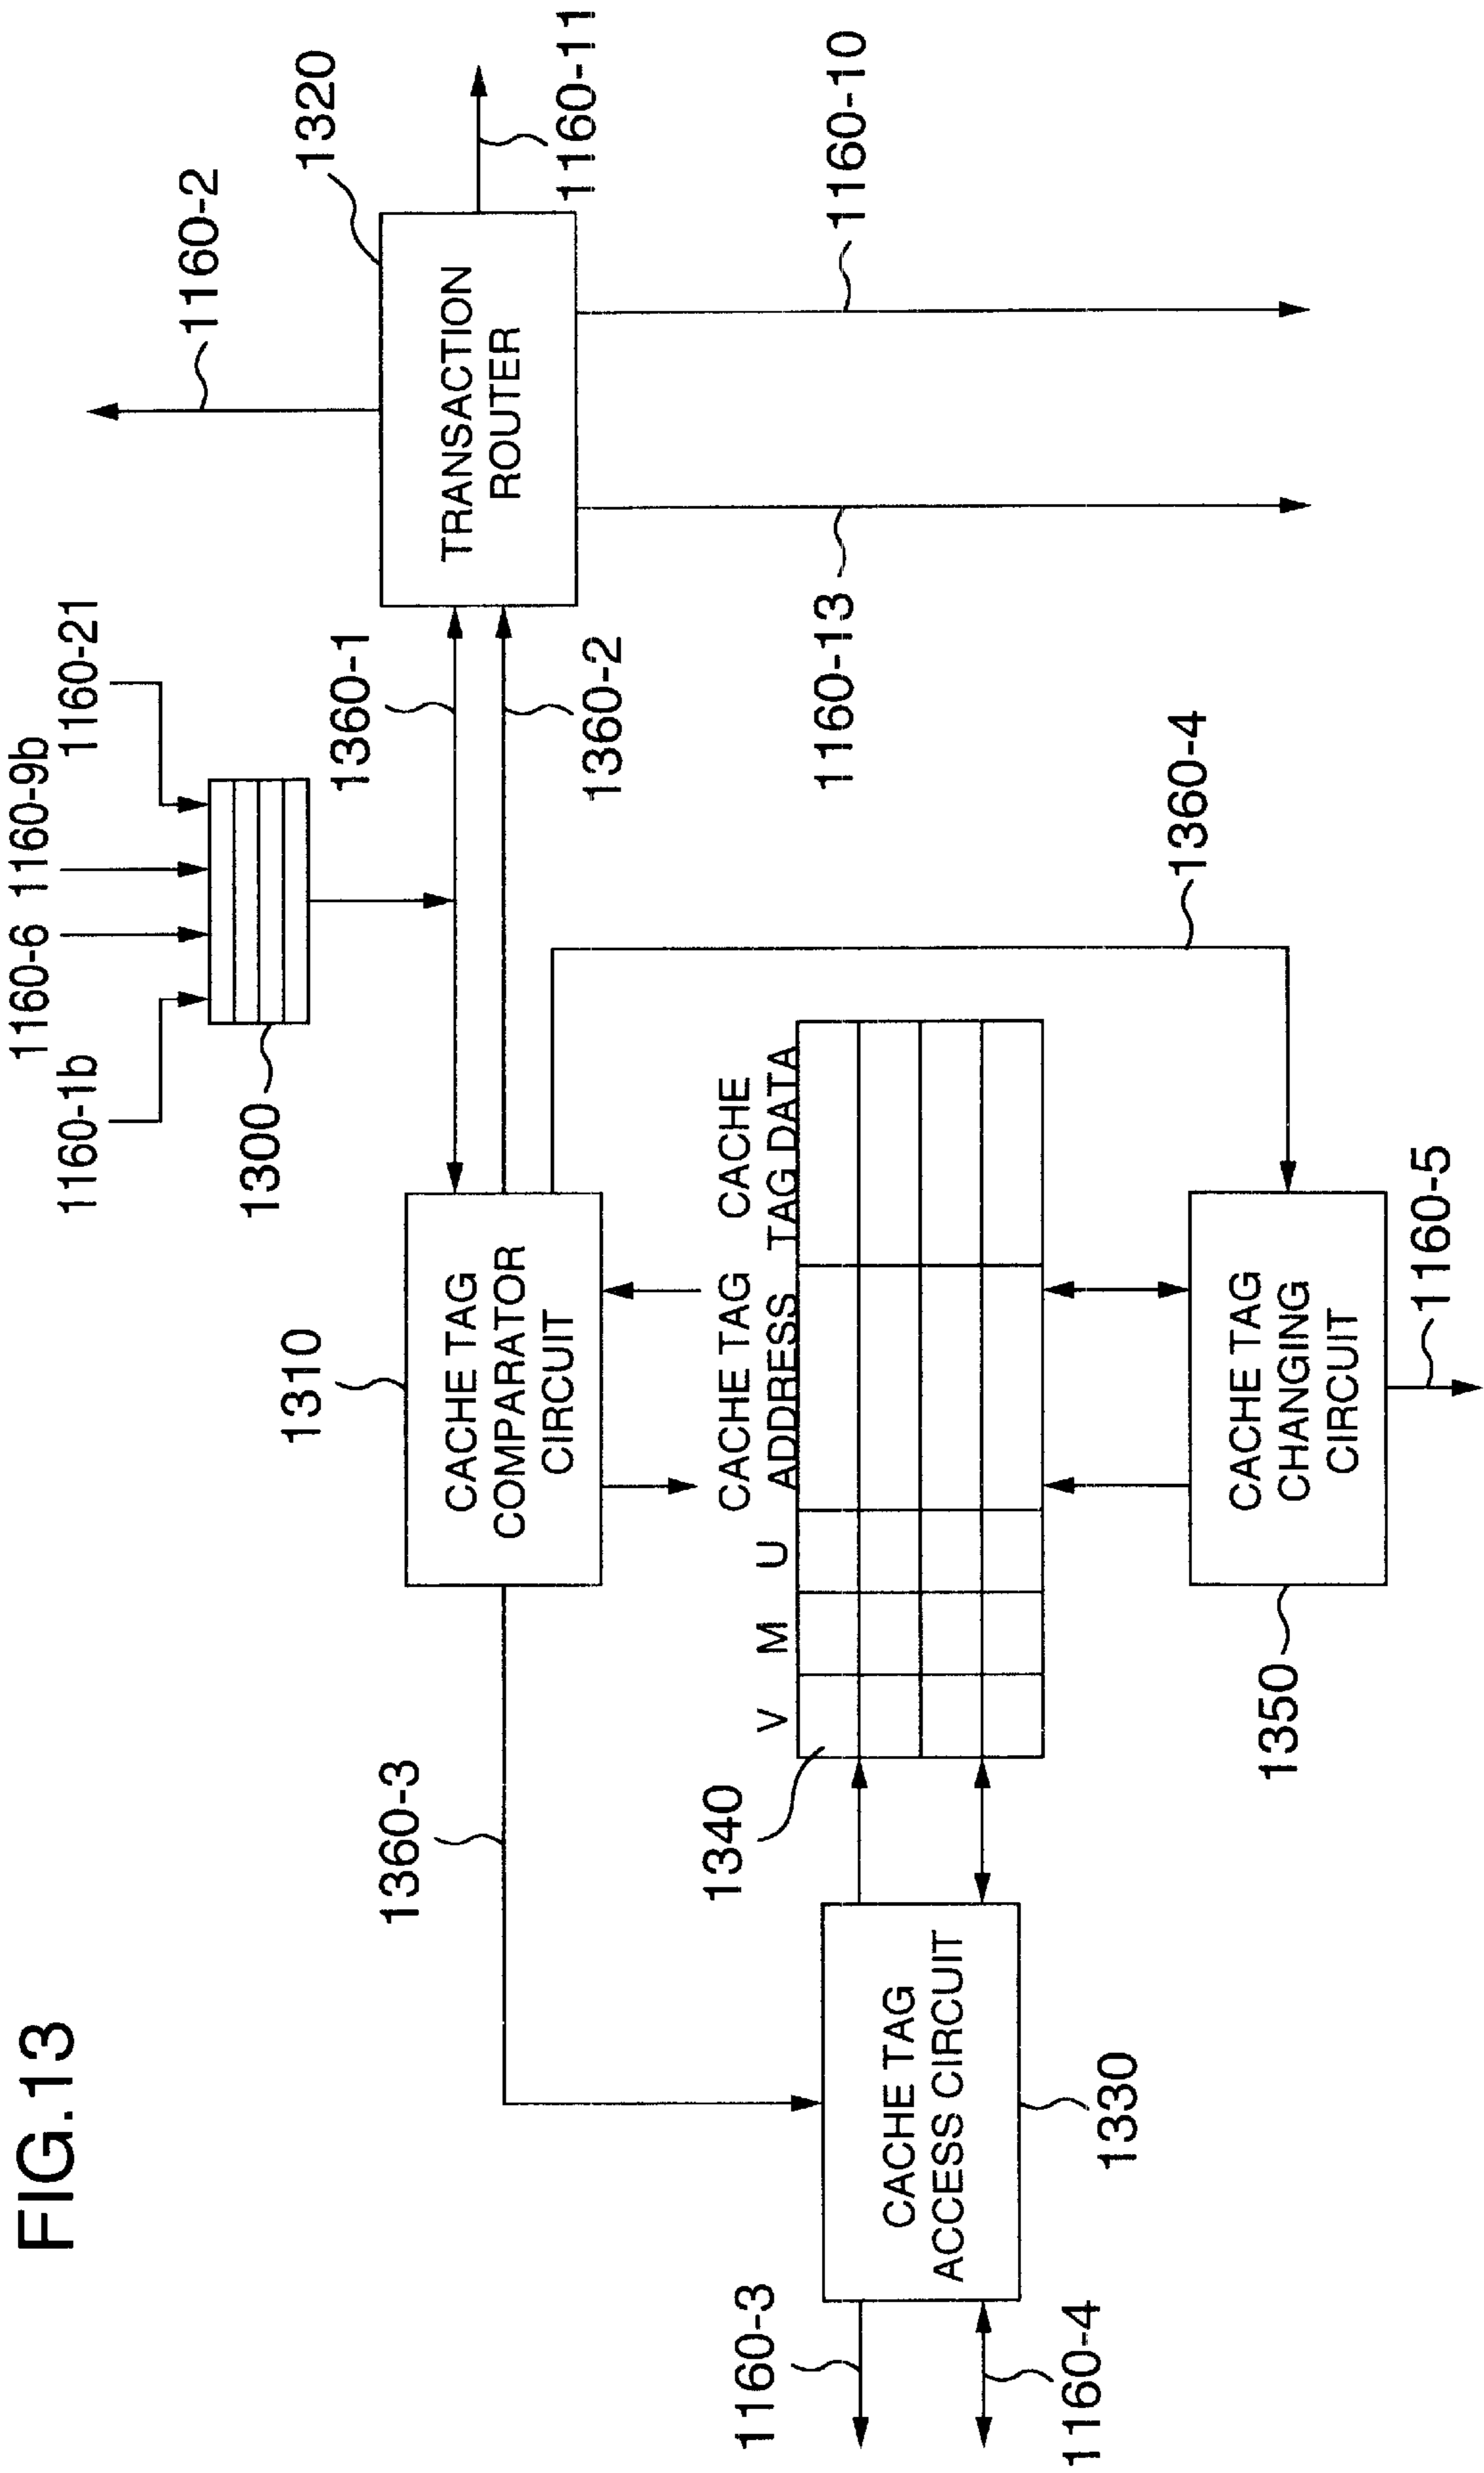 FIG.13
1160-1b
1160-6
1160-9b
1160-21
1300
1160-2
1320
TRANSACTION
ROUTER
1160-11
1160-10
1160-13
1360-1
1360-2
1310
CACHE TAG
COMPARATOR
CIRCUIT
1360-3
1360-4
1340
V
M
U
CACHE TAG
ADDRESS
CACHE
TAG DATA
CACHE TAG
ACCESS CIRCUIT
1330
1160-3
1160-4
CACHE TAG
CHANGING
CIRCUIT
1350
1160-5